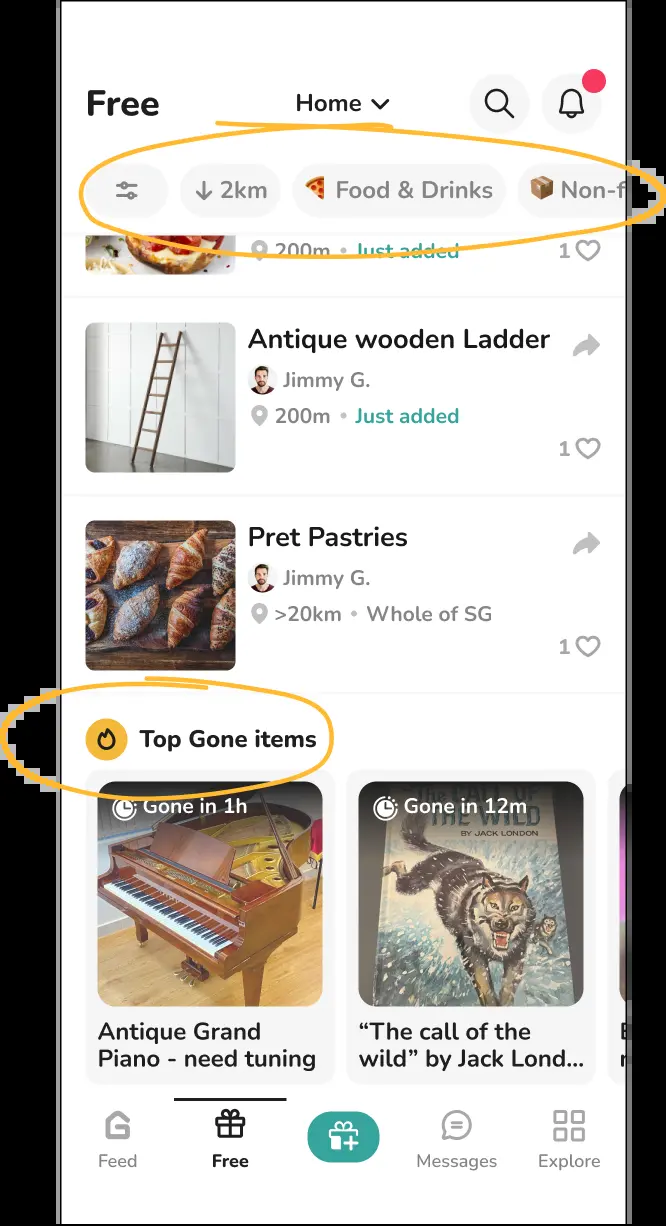 Free
Home
2km
Food & Drinks
Non-f
200m • Just added
1
Antique wooden Ladder
Jimmy G.
200m • Just added
1
Pret Pastries
Jimmy G.
>20km • Whole of SG
1
Top Gone items
Gone in 1h
Gone in 12m
THE CALL OF
THE WILD
BY JACK LONDON
Antique Grand
Piano - need tuning
“The call of the
wild” by Jack Lond...
Feed
Free
Messages
Explore